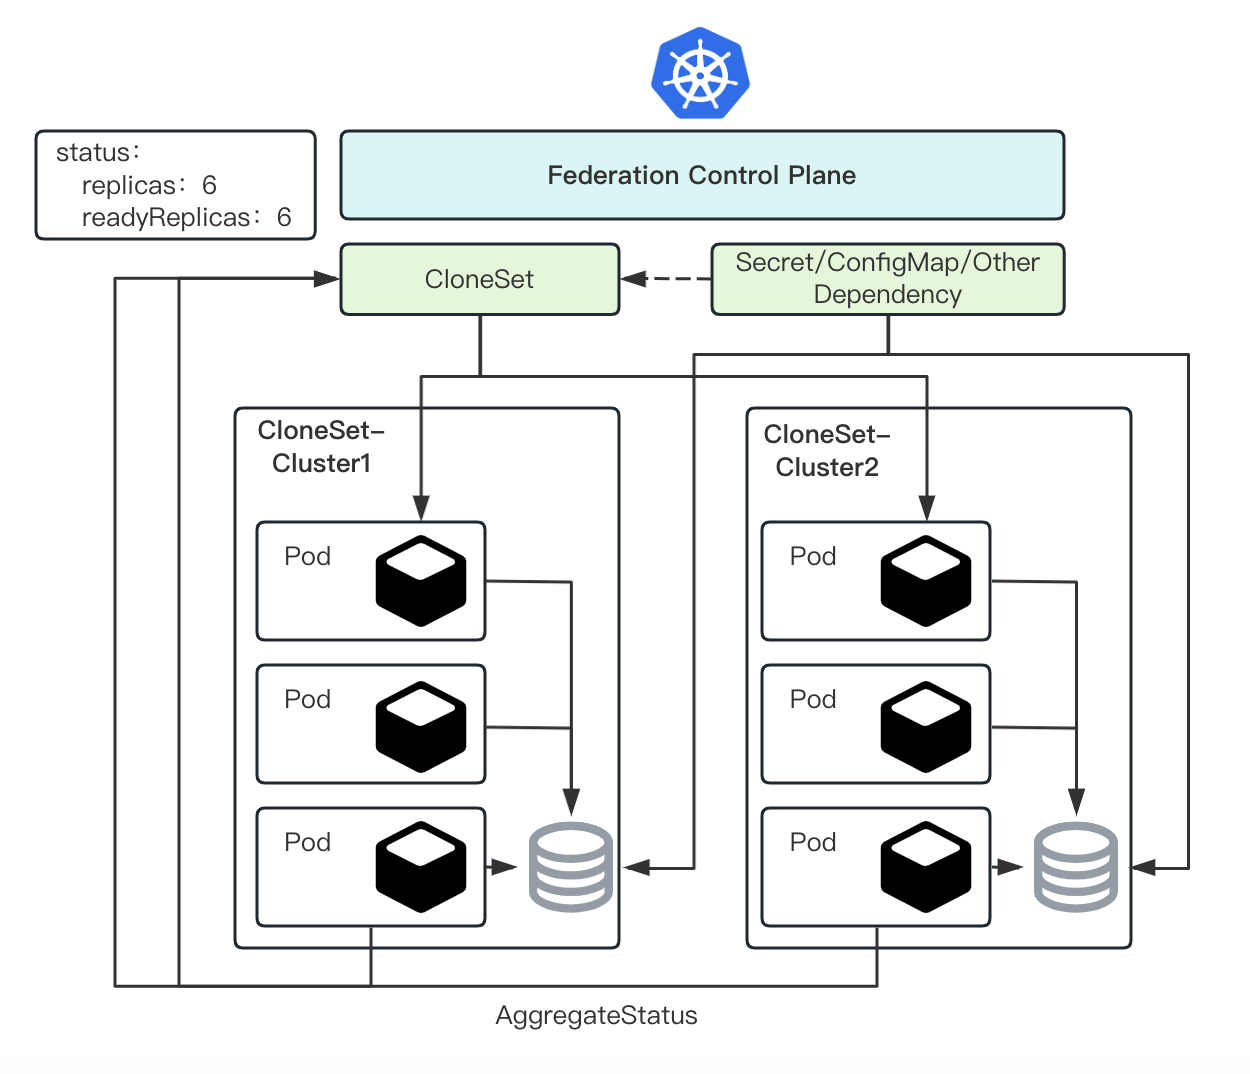 status:
replicas: 6
readyReplicas: 6
Federation Control Plane
CloneSet
Secret/ConfigMap/Other
Dependency
CloneSet–
Cluster1
Pod
Pod
Pod
CloneSet–
Cluster2
Pod
Pod
Pod
AggregateStatus